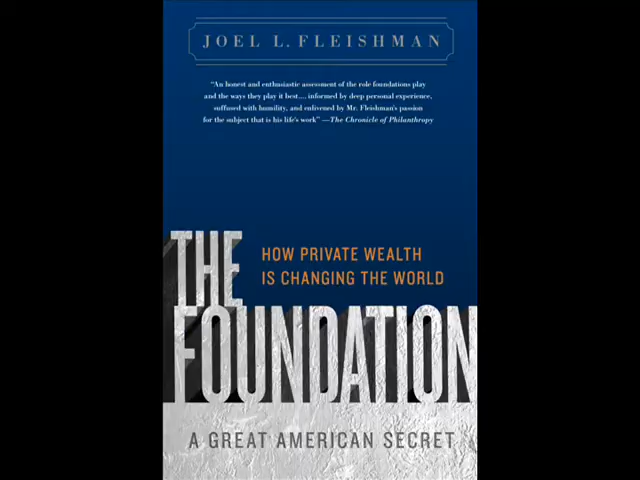 JOEL L. FLEISHMAN
“An honest and enthusiastic assessment of the role foundations play
and the ways they play it best.... informed by deep personal experience,
suffused with humility, and enlivened by Mr. Fleishman's passion
for the subject that is his life's work” —The Chronicle of Philanthropy
HOW PRIVATE WEALTH
IS CHANGING THE WORLD
THE
FOUNDATION
A GREAT AMERICAN SECRET